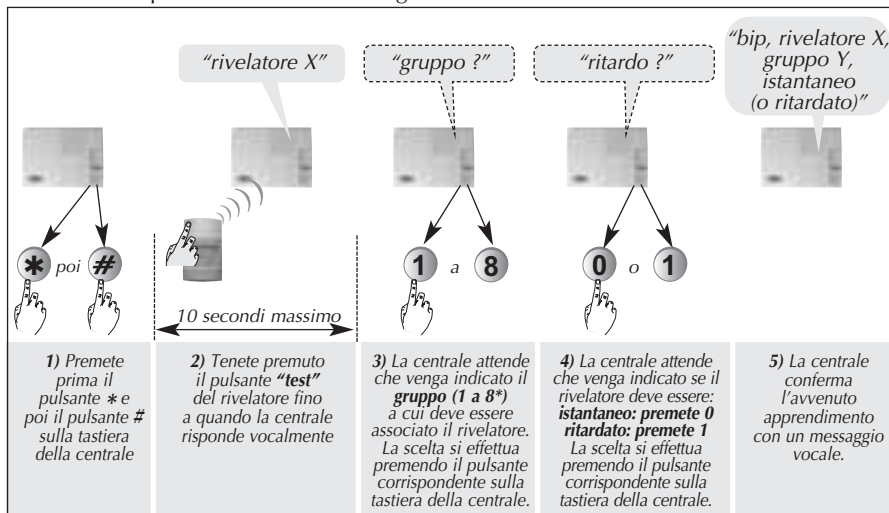 “rivelatore X”
“gruppo ?”
“ritardo ?”
“bip, rivelatore X,
gruppo Y,
istantaneo
(o ritardato)”
* poi #
1 a 8
0 o 1
10 secondi massimo
1) Premete
prima il
pulsante * e
poi il pulsante #
sulla tastiera
della centrale
2) Tenete premuto
il pulsante “test”
del rivelatore fino
a quando la centrale
risponde vocalmente
3) La centrale attende
che venga indicato il
gruppo (1 a 8*)
a cui deve essere
associato il rivelatore.
La scelta si effettua
premendo il pulsante
corrispondente sulla
tastiera della centrale.
4) La centrale attende
che venga indicato se il
rivelatore deve essere:
istantaneo: premete 0
ritardato: premete 1
La scelta si effettua
premendo il pulsante
corrispondente sulla
tastiera della centrale.
5) La centrale
conferma
l’avvenuto
apprendimento
con un messaggio
vocale.